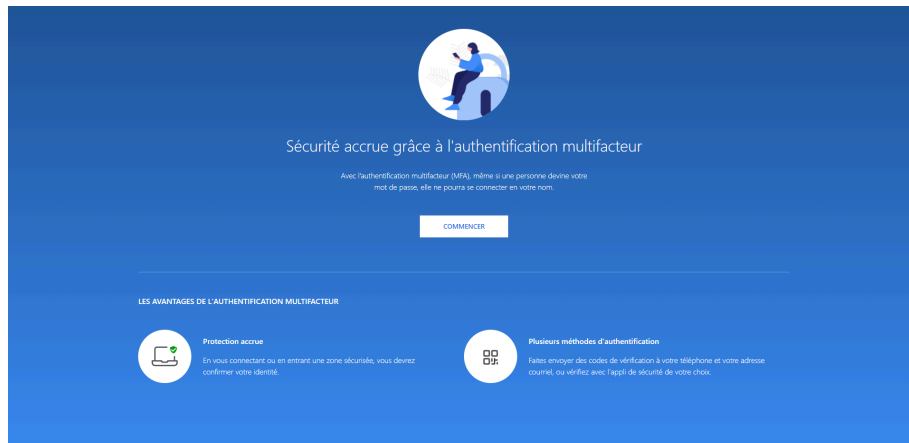 Sécurité accrue grâce à l'authentification multifacteur
Avec l'authentification multifacteur (MFA), même si une personne devine votre
mot de passe, elle ne pourra se connecter en votre nom.
COMMENCER
LES AVANTAGES DE L'AUTHENTIFICATION MULTIFACTEUR
Protection accrue
En vous connectant ou en entrant une zone sécurisée, vous devrez
confirmer votre identité.
Plusieurs méthodes d'authentification
Faites envoyer des codes de vérification à votre téléphone et votre adresse
courriel, ou vérifiez avec l'appli de sécurité de votre choix.